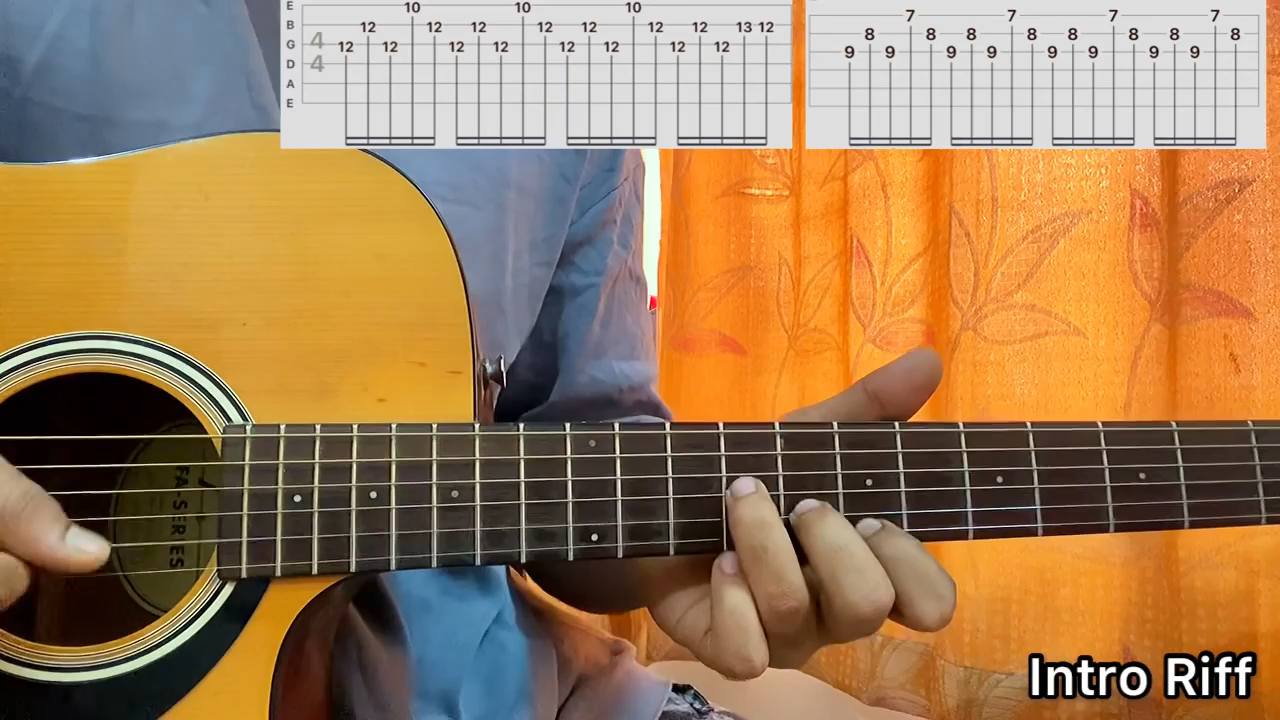 E 10 10 10 7 7 7 7
B 12 12 12 12 12 12 12 13 12 8 8 8 8 8 8 8 8
G 12 12 12 12 12 12 12 12 9 9 9 9 9 9 9 9
4
4
D
A
E
FA-SERIES
Intro Riff